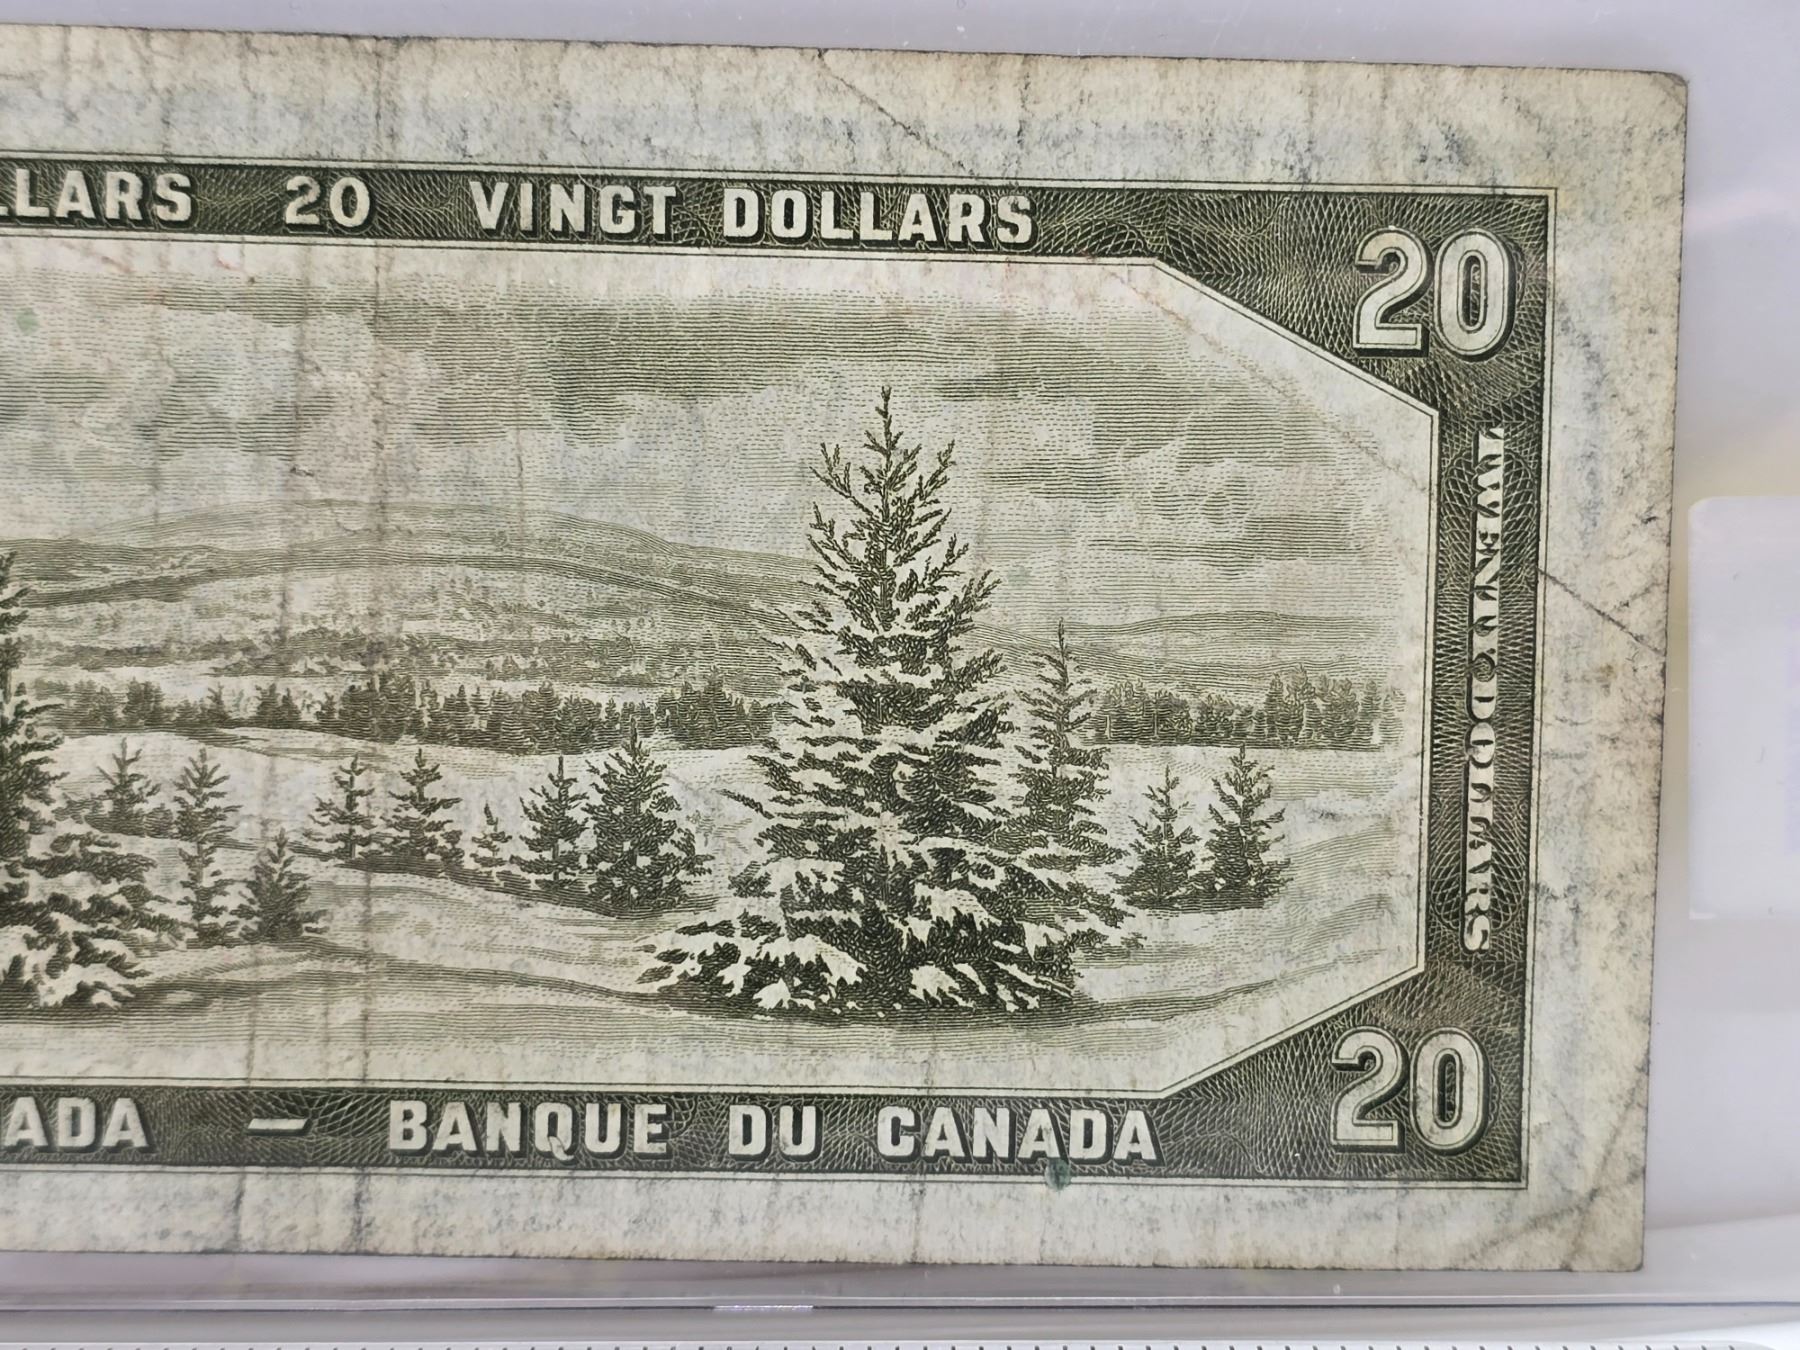 LLARS 20 VINGT DOLLARS
20
TWENTY DOLLARS
20
ADA — BANQUE DU CANADA